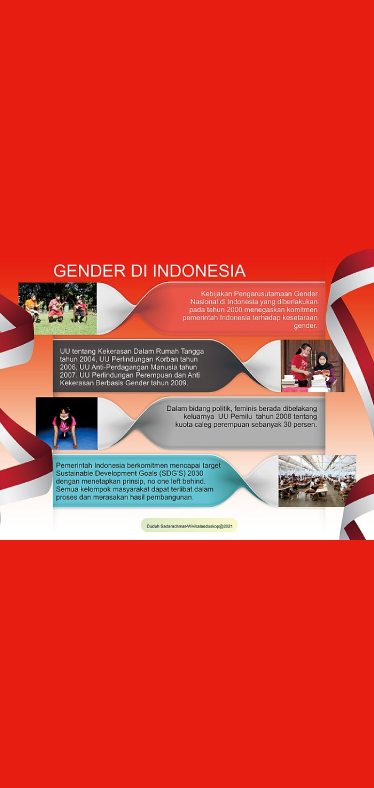 GENDER DI INDONESIA
Kebijakan Pengarusutamaan Gender
Nasional di Indonesia yang diberlakukan
pada tahun 2000 menegaskan komitmen
pemerintah Indonesia terhadap kesetaraan
gender.
UU tentang Kekerasan Dalam Rumah Tangga
tahun 2004, UU Perlindungan Korban tahun
2006, UU Anti-Perdagangan Manusia tahun
2007. UU Perlindungan Perempuan dan Anti
Kekerasan Berbasis Gender tahun 2009.
Dalam bidang politik, feminis berada dibelakang
keluarnya UU Pemilu tahun 2008 tentang
kuota caleg perempuan sebanyak 30 persen.
Pemerintah Indonesia berkomitmen mencapai target
Sustainable Development Goals (SDG'S) 2030
dengan menetapkan prinsip, no one left behind.
Semua kelompok masyarakat dapat terlibat dalam
proses dan merasakan hasil pembangunan.